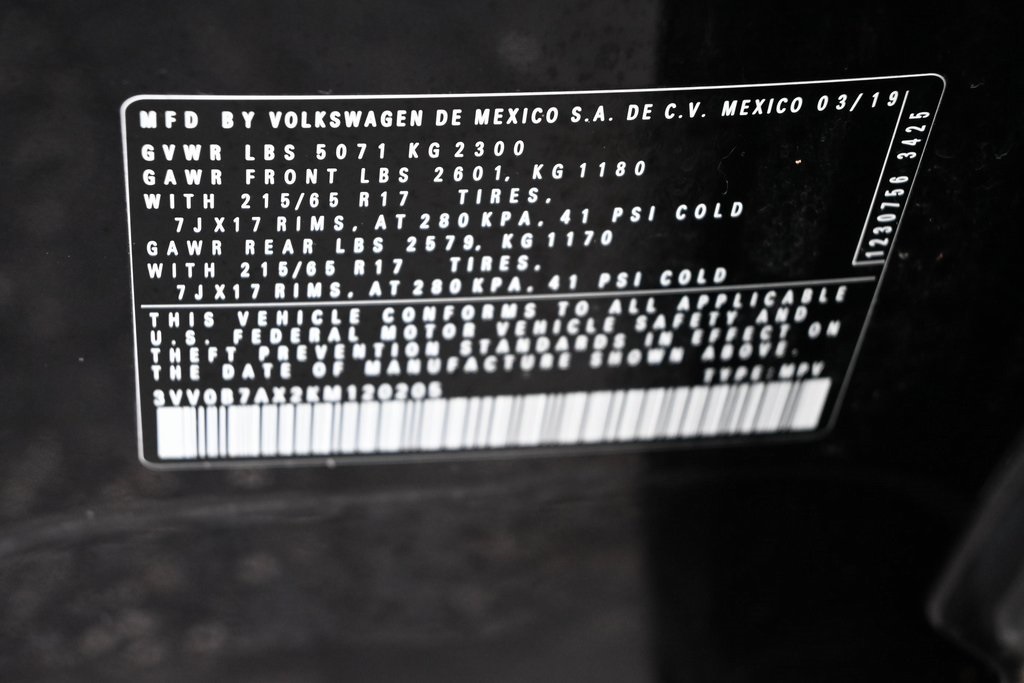 MFD BY VOLKSWAGEN DE MEXICO S.A. DE C.V. MEXICO 03/19
GVWR LBS 5071 KG 2300
GAWR FRONT LBS 2601, KG 1180
WITH 215/65 R17 TIRES,
7JX17 RIMS, AT 280 KPA, 41 PSI COLD
GAWR REAR LBS 2579, KG 1170
WITH 215/65 R17 TIRES,
7JX17 RIMS, AT 280 KPA, 41 PSI COLD
THIS VEHICLE CONFORMS TO ALL APPLICABLE
U.S. FEDERAL MOTOR VEHICLE SAFETY AND
THEFT PREVENTION STANDARDS IN EFFECT ON
THE DATE OF MANUFACTURE SHOWN ABOVE.
TYPE: MPV
3VV0B7AX2KM120205
1230756 3425